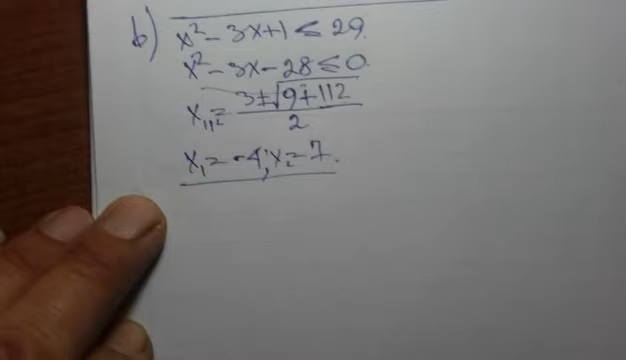 b) x² - 3x + 1 ≤ 29.
x² - 3x - 28 ≤ 0.
x₁,₂ = 3±√9+112 / 2
x₁ = -4; x₂ = 7.